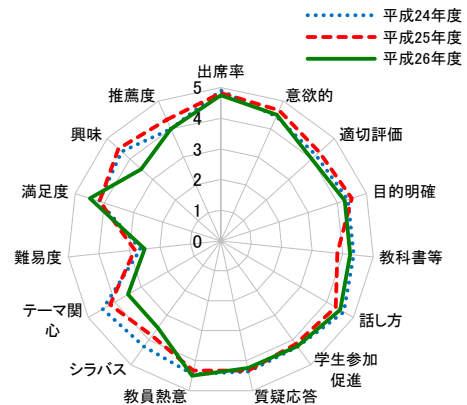 平成24年度
平成25年度
平成26年度
出席率
意欲的
適切評価
目的明確
教科書等
話し方
学生参加
促進
質疑応答
教員熱意
シラバス
テーマ関
心
難易度
満足度
興味
推薦度
5
4
3
2
1
0